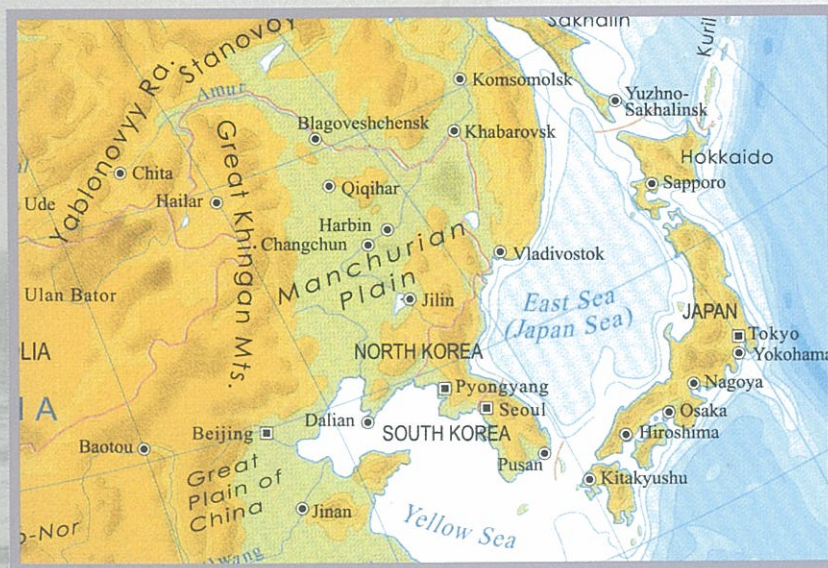 Sakhalin
Kuril
Stanovoy
Yablonovyy Ra.
Amur
Komsomolsk
Yuzhno-
Sakhalinsk
Blagoveshchensk
Khabarovsk
Great Khingan Mts.
Hokkaido
Chita
Qiqihar
Sapporo
Ude
Hailar
Harbin
Changchun
Manchurian
Plain
Vladivostok
Ulan Bator
Jilin
East Sea
(Japan Sea)
JAPAN
Tokyo
LIA
NORTH KOREA
Yokohama
Pyongyang
Nagoya
A
Dalian
Seoul
Osaka
Beijing
SOUTH KOREA
Hiroshima
Baotou
Pusan
Great
Plain of
China
Kitakyushu
Jinan
Yellow Sea
o-Nor
wang